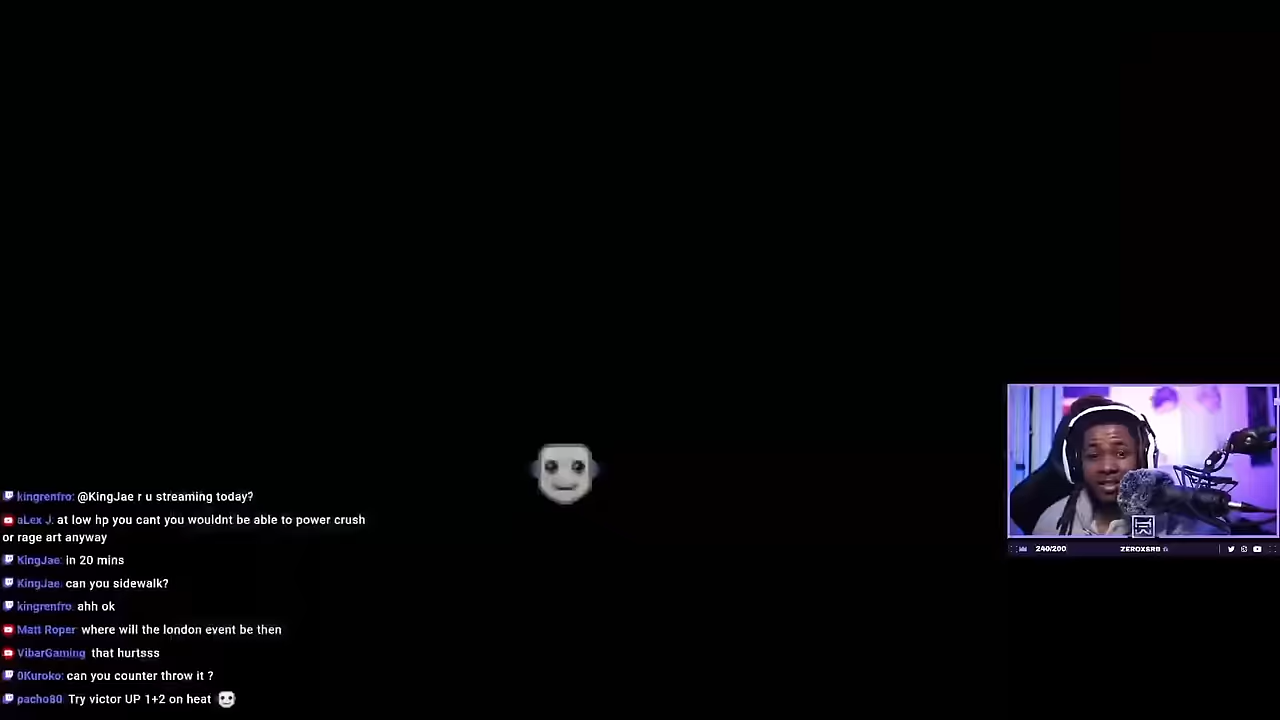 kingrenfro: @KingJae r u streaming today?
aLex J: at low hp you cant you wouldnt be able to power crush
or rage art anyway
KingJae: in 20 mins
KingJae: can you sidewalk?
kingrenfro: ahh ok
Matt Roper: where will the london event be then
VibarGaming: that hurtsss
0Kuroko: can you counter throw it ?
pacho80: Try victor UP 1+2 on heat
240/200